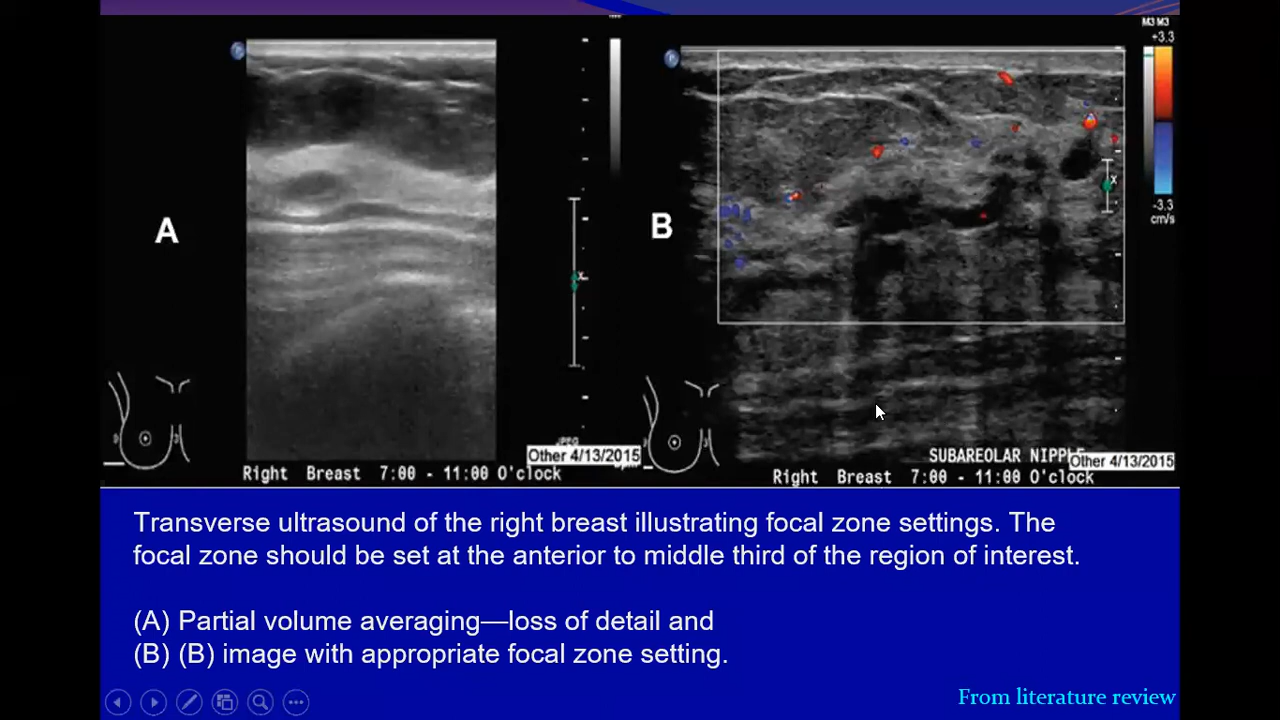 M3 M3
+3.3
-3.3
cm/s
A
B
x
x
JPEG
Other 4/13/2015
Right Breast 7:00 - 11:00 O'clock
SUBAREOLAR NIPPLE
Other 4/13/2015
Right Breast 7:00 - 11:00 O'clock
Transverse ultrasound of the right breast illustrating focal zone settings. The
focal zone should be set at the anterior to middle third of the region of interest.
(A) Partial volume averaging—loss of detail and
(B) (B) image with appropriate focal zone setting.
From literature review